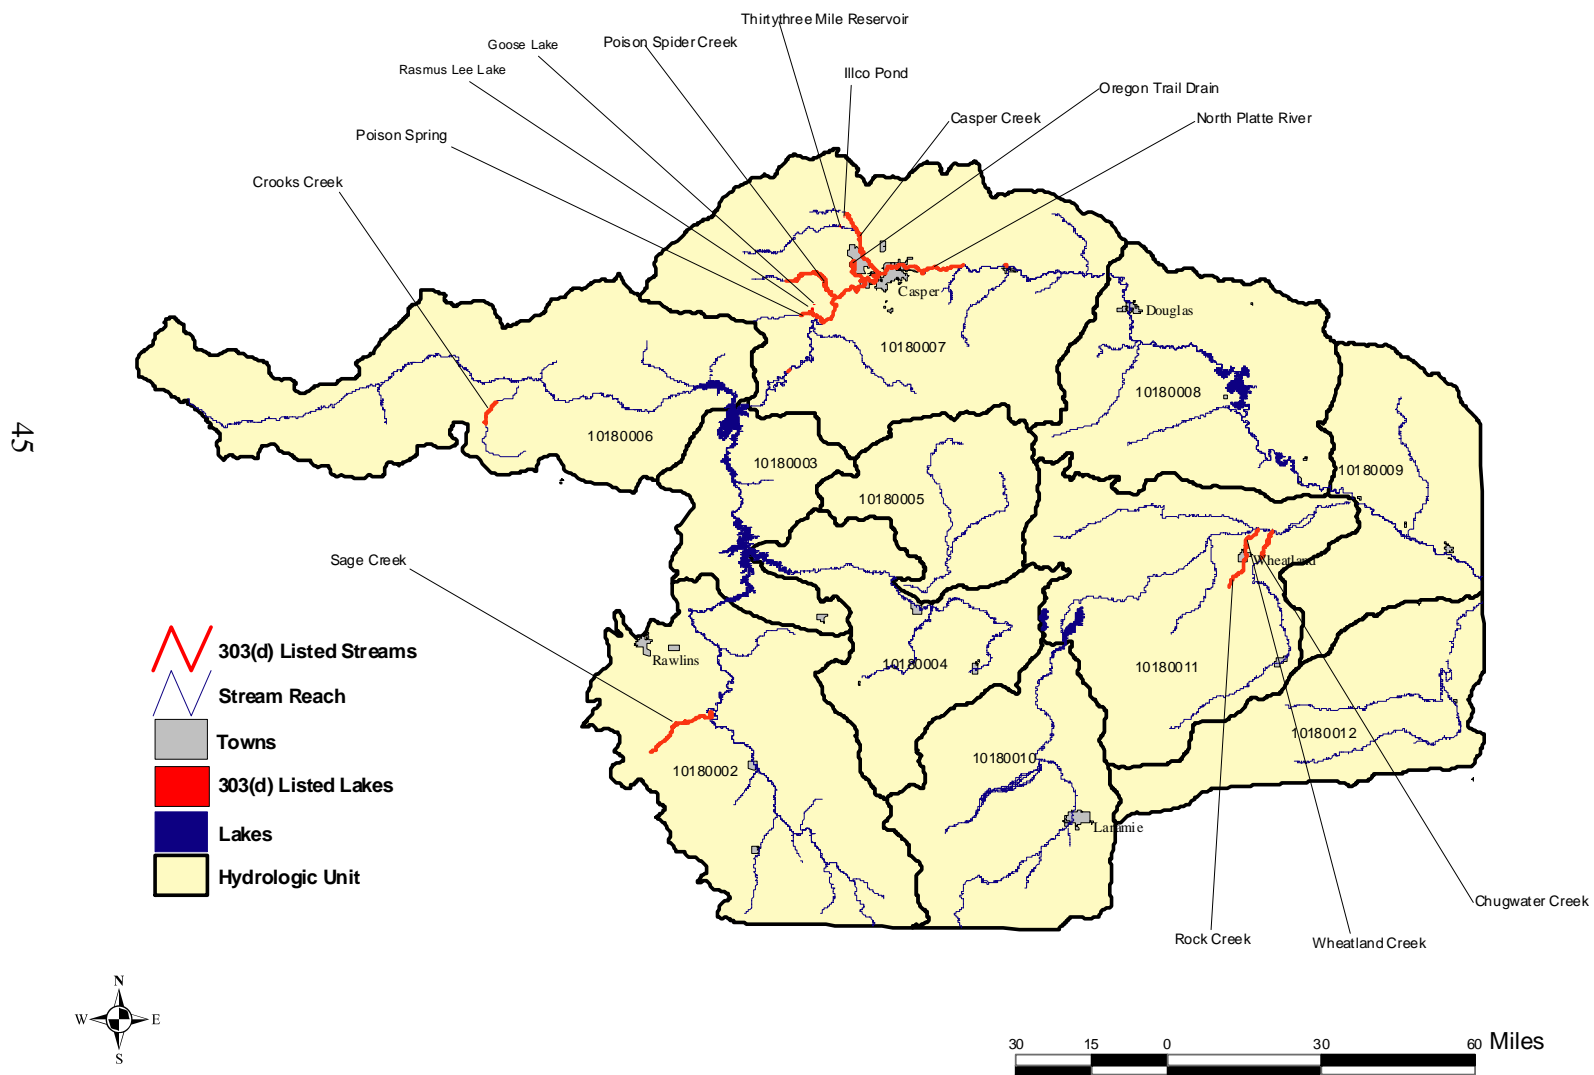 Thirtythree Mile Reservoir
Goose Lake
Poison Spider Creek
Rasmus Lee Lake
Illco Pond
Oregon Trail Drain
Casper Creek
North Platte River
Poison Spring
Crooks Creek
Casper
Douglas
10180007
10180008
45
10180006
10180003
10180009
10180005
Sage Creek
Wheatland
303(d) Listed Streams
Rawlins
10180004
10180011
Stream Reach
Towns
10180012
10180002
10180010
303(d) Listed Lakes
Lakes
Laramie
Hydrologic Unit
Chugwater Creek
Rock Creek
Wheatland Creek
N
W
E
S
30 15 0 30 60 Miles